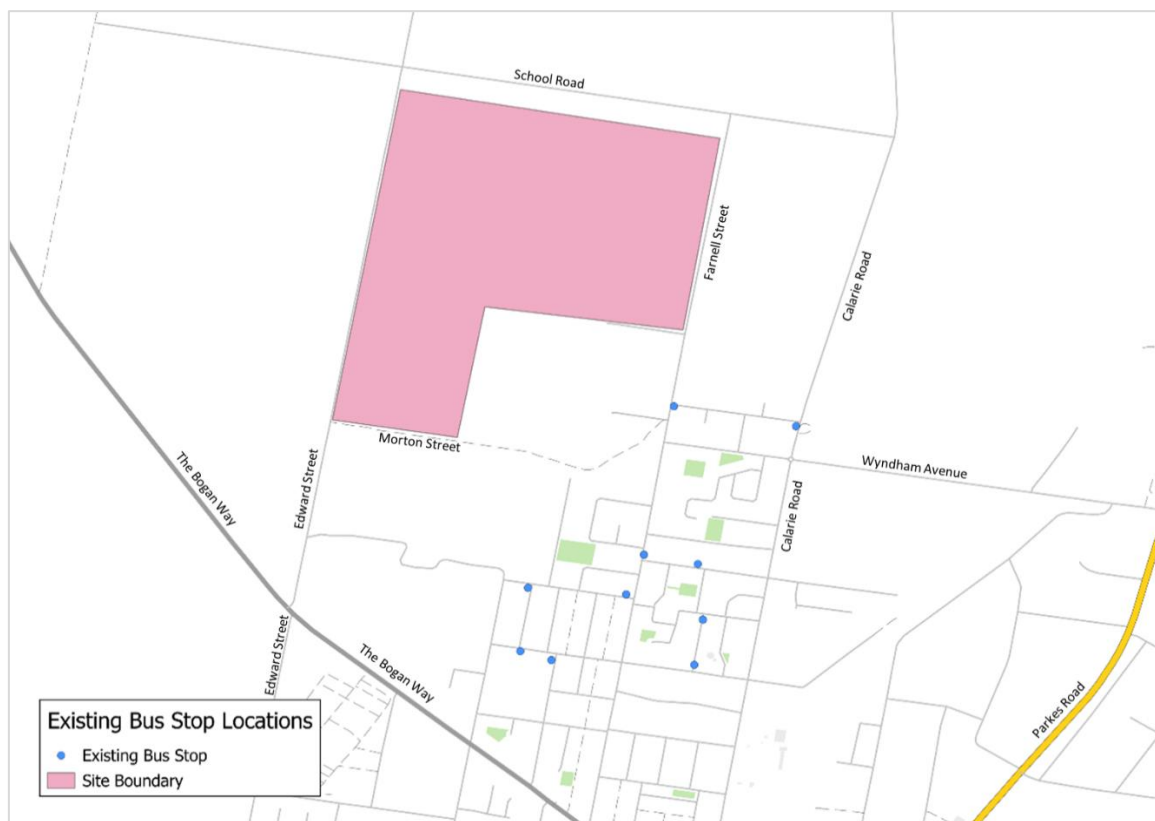 School Road
Farnell Street
Calarie Road
Morton Street
Wyndham Avenue
The Bogan Way
Edward Street
Calarie Road
Edward Street
The Bogan Way
Parkes Road
Existing Bus Stop Locations
Existing Bus Stop
Site Boundary